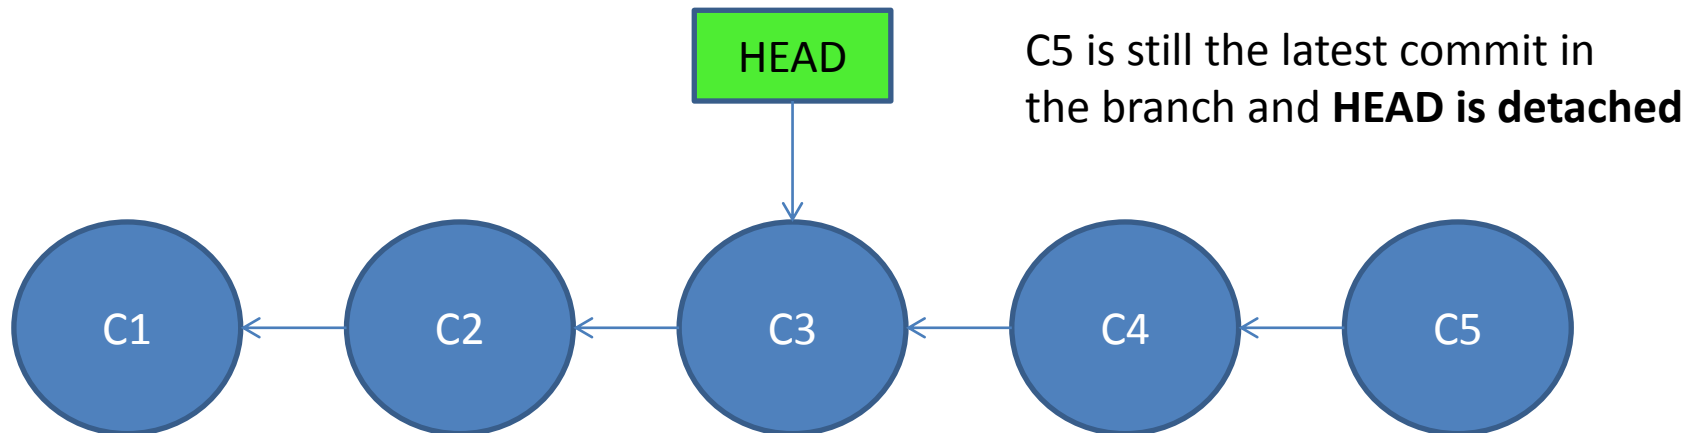 HEAD
C5 is still the latest commit in
the branch and HEAD is detached
C1
C2
C3
C4
C5